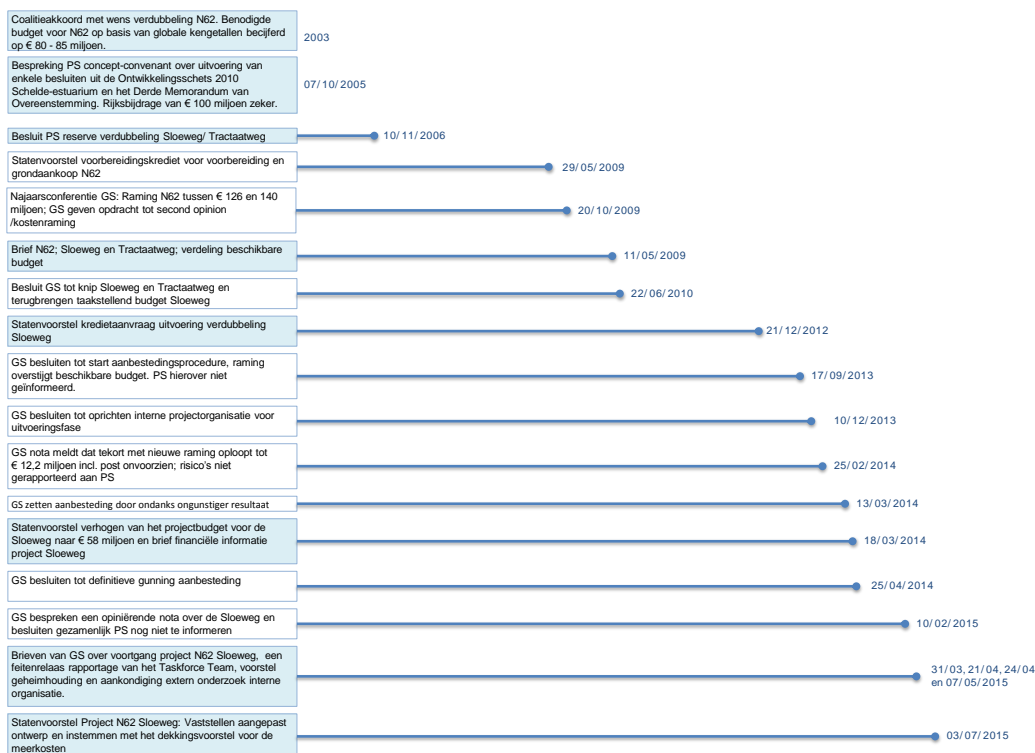 Coalitieakkoord met wens verdubbeling N62. Benodigde
budget voor N62 op basis van globale kengetallen becijferd
op € 80 - 85 miljoen.
2003
Bespreking PS concept-convenant over uitvoering van
enkele besluiten uit de Ontwikkelingsschets 2010
Schelde-estuarium en het Derde Memorandum van
Overeenstemming. Rijksbijdrage van € 100 miljoen zeker.
07/10/2005
Besluit PS reserve verdubbeling Sloeweg/ Tractaatweg
10/11/2006
Statenvoorstel voorbereidingskrediet voor voorbereiding en
grondaankoop N62
29/05/2009
Najaarsconferentie GS: Raming N62 tussen € 126 en 140
miljoen; GS geven opdracht tot second opinion
/kostenraming
20/10/2009
Brief N62; Sloeweg en Tractaatweg; verdeling beschikbare
budget
11/05/2009
Besluit GS tot knip Sloeweg en Tractaatweg en
terugbrengen taakstellend budget Sloeweg
22/06/2010
Statenvoorstel kredietaanvraag uitvoering verdubbeling
Sloeweg
21/12/2012
GS besluiten tot start aanbestedingsprocedure, raming
overstijgt beschikbare budget. PS hierover niet
geïnformeerd.
17/09/2013
GS besluiten tot oprichten interne projectorganisatie voor
uitvoeringsfase
10/12/2013
GS nota meldt dat tekort met nieuwe raming oploopt tot
€ 12,2 miljoen incl. post onvoorzien; risico's niet
gerapporteerd aan PS
25/02/2014
GS zetten aanbesteding door ondanks ongunstiger resultaat
13/03/2014
Statenvoorstel verhogen van het projectbudget voor de
Sloeweg naar € 58 miljoen en brief financiële informatie
project Sloeweg
18/03/2014
GS besluiten tot definitieve gunning aanbesteding
25/04/2014
GS bespreken een opiniërende nota over de Sloeweg en
besluiten gezamenlijk PS nog niet te informeren
10/02/2015
Brieven van GS over voortgang project N62 Sloeweg, een
feitenrelaas rapportage van het Taskforce Team, voorstel
geheimhouding en aankondiging extern onderzoek interne
organisatie.
31/03, 21/04, 24/04
en 07/05/2015
Statenvoorstel Project N62 Sloeweg: Vaststellen aangepast
ontwerp en instemmen met het dekkingsvoorstel voor de
meerkosten
03/07/2015